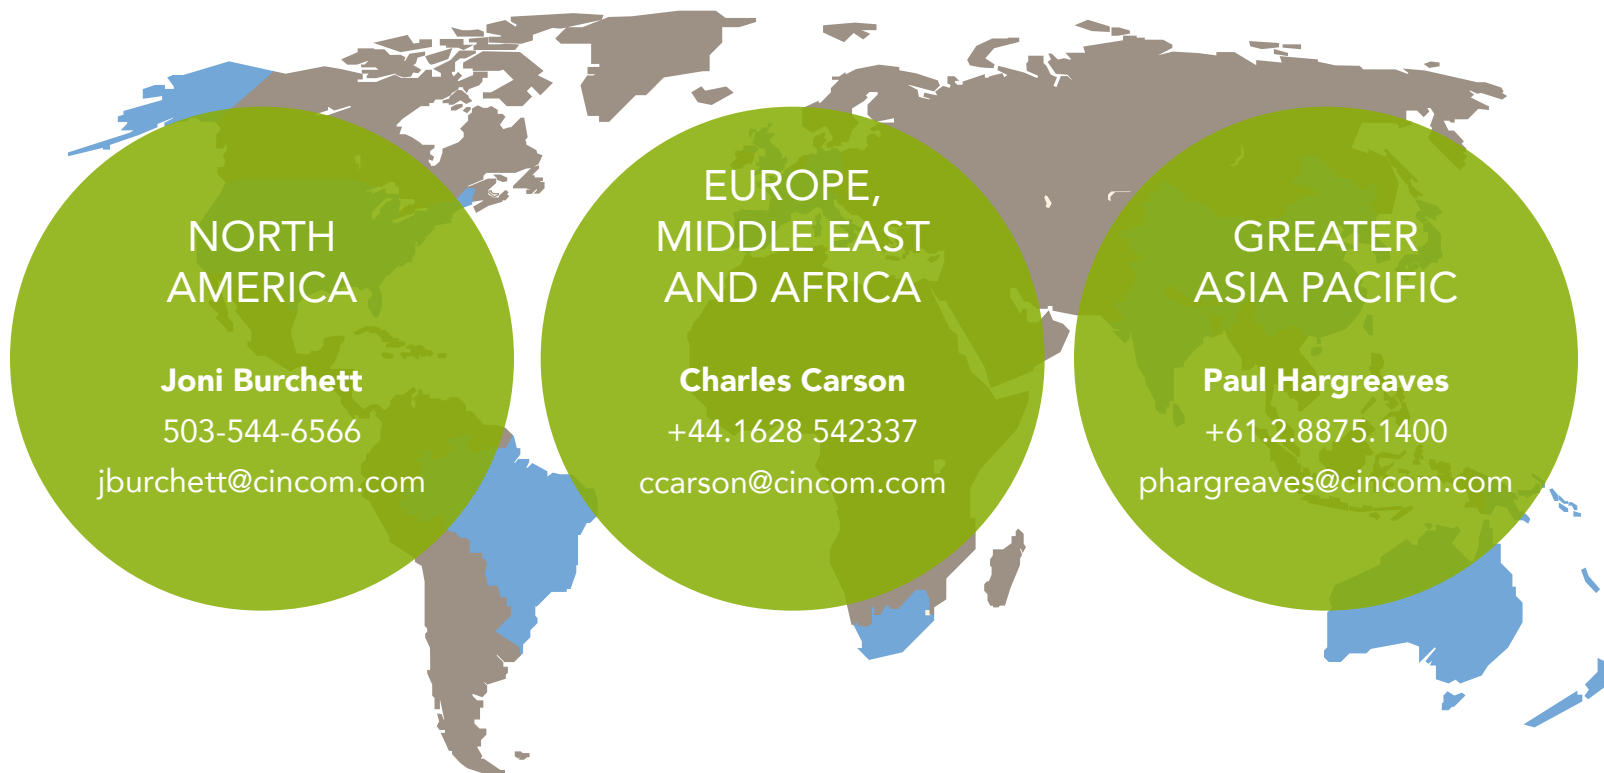 NORTH
AMERICA
Joni Burchett
503-544-6566
jburchett@cincom.com
EUROPE,
MIDDLE EAST
AND AFRICA
Charles Carson
+44.1628 542337
ccarson@cincom.com
GREATER
ASIA PACIFIC
Paul Hargreaves
+61.2.8875.1400
phargreaves@cincom.com